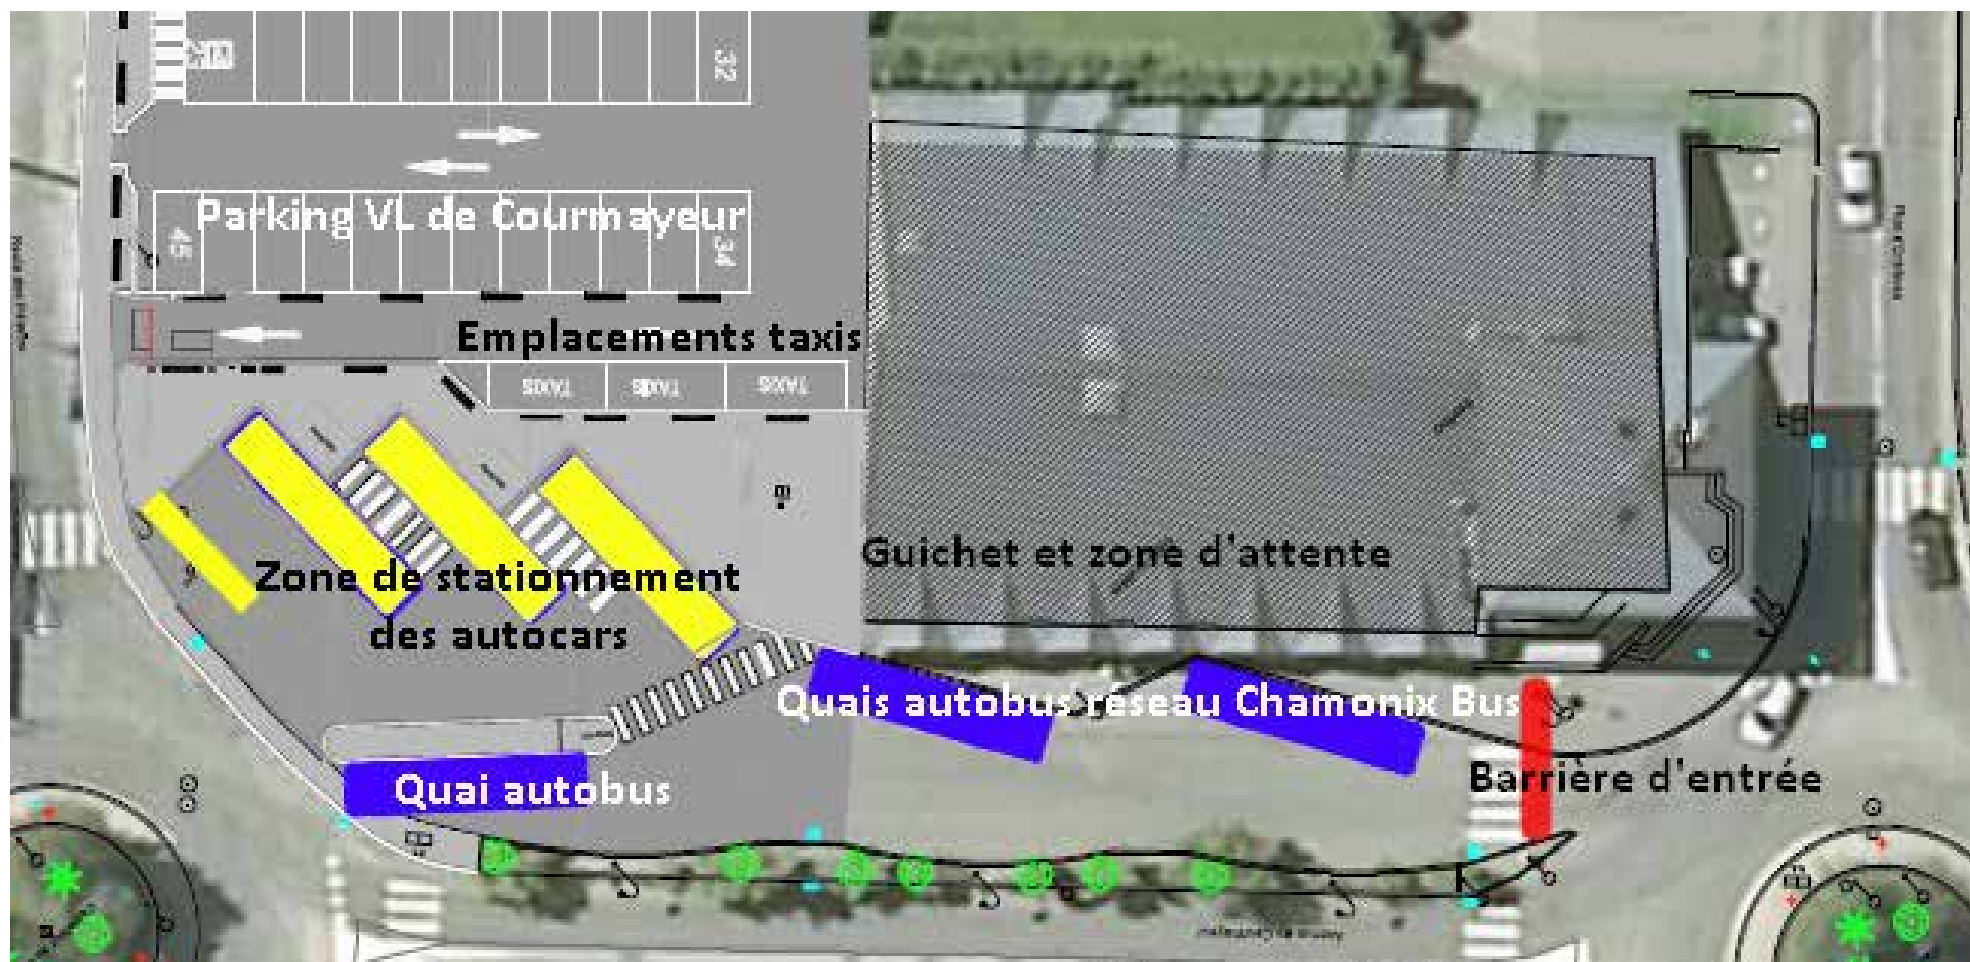 32
Parking VL de Courmayeur
45
34
Emplacements taxis
TAXIS
TAXIS
TAXIS
Guichet et zone d'attente
Zone de stationnement
des autocars
Quais autobus réseau Chamonix Bus
Barrière d'entrée
Quai autobus